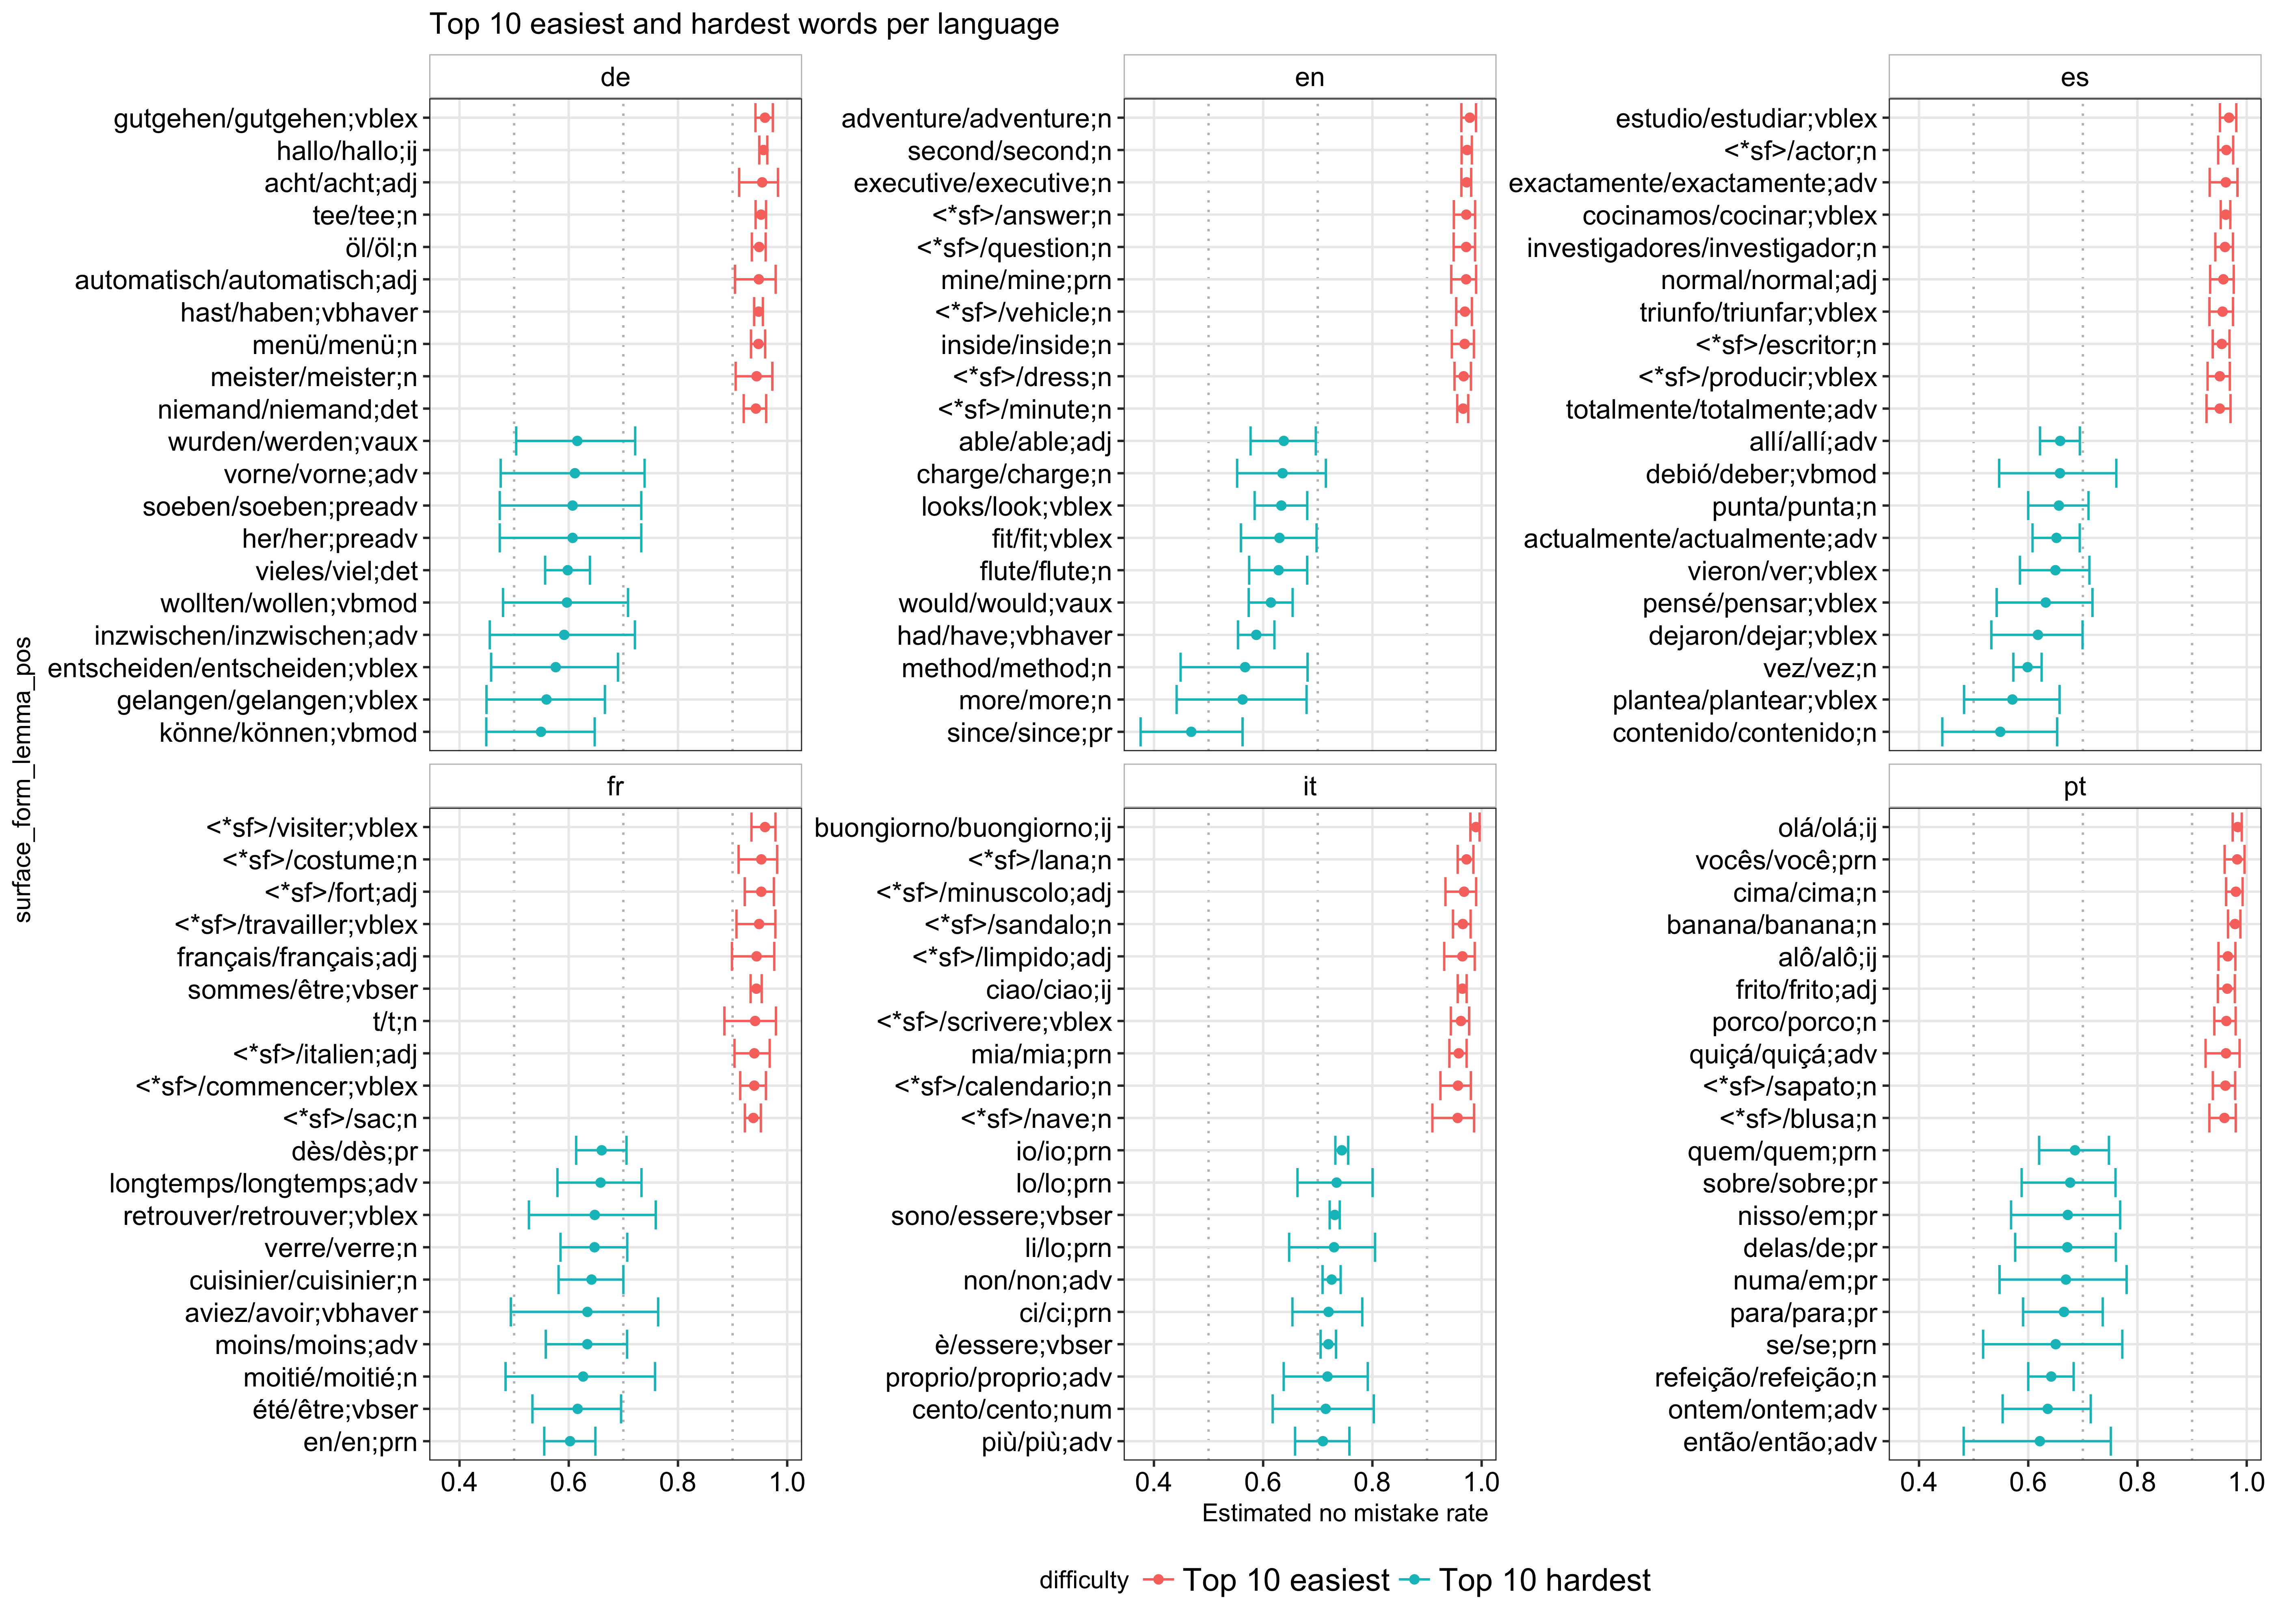 Top 10 easiest and hardest words per language
surface_form_lemma_pos
de
gutgehen/gutgehen;vblex
hallo/hallo;ij
acht/acht;adj
tee/tee;n
öl/öl;n
automatisch/automatisch;adj
hast/haben;vbhaver
menü/menü;n
meister/meister;n
niemand/niemand;det
wurden/werden;vaux
vorne/vorne;adv
soeben/soeben;preadv
her/her;preadv
vieles/viel;det
wollten/wollen;vbmod
inzwischen/inzwischen;adv
entscheiden/entscheiden;vblex
gelangen/gelangen;vblex
könne/können;vbmod
en
adventure/adventure;n
second/second;n
executive/executive;n
<*sf>/answer;n
<*sf>/question;n
mine/mine;prn
<*sf>/vehicle;n
inside/inside;n
<*sf>/dress;n
<*sf>/minute;n
able/able;adj
charge/charge;n
looks/look;vblex
fit/fit;vblex
flute/flute;n
would/would;vaux
had/have;vbhaver
method/method;n
more/more;n
since/since;pr
es
estudio/estudiar;vblex
<*sf>/actor;n
exactamente/exactamente;adv
cocinamos/cocinar;vblex
investigadores/investigador;n
normal/normal;adj
triunfo/triunfar;vblex
<*sf>/escritor;n
<*sf>/producir;vblex
totalmente/totalmente;adv
allí/allí;adv
debió/deber;vbmod
punta/punta;n
actualmente/actualmente;adv
vieron/ver;vblex
pensé/pensar;vblex
dejaron/dejar;vblex
vez/vez;n
plantea/plantear;vblex
contenido/contenido;n
fr
<*sf>/visiter;vblex
<*sf>/costume;n
<*sf>/fort;adj
<*sf>/travailler;vblex
français/français;adj
sommes/être;vbser
t/t;n
<*sf>/italien;adj
<*sf>/commencer;vblex
<*sf>/sac;n
dès/dès;pr
longtemps/longtemps;adv
retrouver/retrouver;vblex
verre/verre;n
cuisinier/cuisinier;n
aviez/avoir;vbhaver
moins/moins;adv
moitié/moitié;n
été/être;vbser
en/en;prn
0.4 0.6 0.8 1.0
it
buongiorno/buongiorno;ij
<*sf>/lana;n
<*sf>/minuscolo;adj
<*sf>/sandalo;n
<*sf>/limpido;adj
ciao/ciao;ij
<*sf>/scrivere;vblex
mia/mia;prn
<*sf>/calendario;n
<*sf>/nave;n
io/io;prn
lo/lo;prn
sono/essere;vbser
li/lo;prn
non/non;adv
ci/ci;prn
è/essere;vbser
proprio/proprio;adv
cento/cento;num
più/più;adv
0.4 0.6 0.8 1.0
pt
olá/olá;ij
vocês/você;prn
cima/cima;n
banana/banana;n
alô/alô;ij
frito/frito;adj
porco/porco;n
quiçá/quiçá;adv
<*sf>/sapato;n
<*sf>/blusa;n
quem/quem;prn
sobre/sobre;pr
nisso/em;pr
delas/de;pr
numa/em;pr
para/para;pr
se/se;prn
refeição/refeição;n
ontem/ontem;adv
então/então;adv
0.4 0.6 0.8 1.0
Estimated no mistake rate
difficulty Top 10 easiest Top 10 hardest